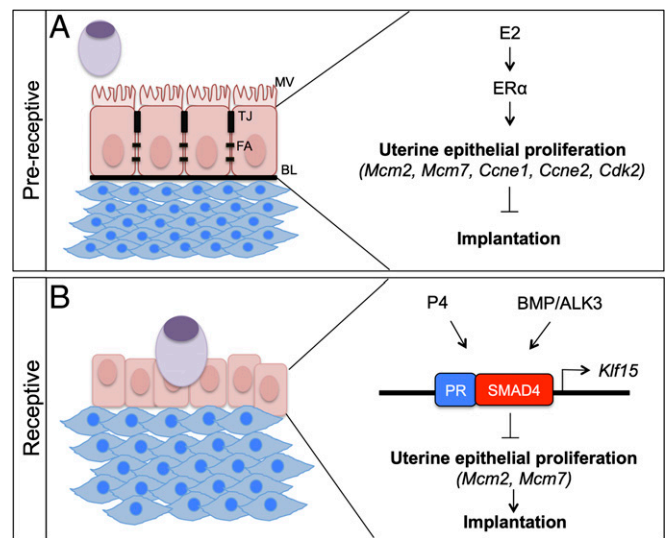 A
Pre-receptive
MV
TJ
FA
BL
E2
ERα
Uterine epithelial proliferation
(Mcm2, Mcm7, Ccne1, Ccne2, Cdk2)
Implantation
B
Receptive
P4
BMP/ALK3
Klf15
PR
SMAD4
Uterine epithelial proliferation
(Mcm2, Mcm7)
Implantation